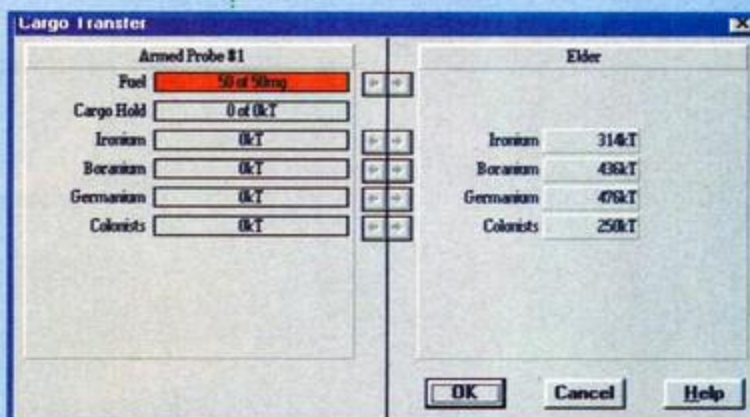 Cargo Transfer
Armed Probe #1
Fuel 50 of 50mg
Cargo Hold 0 of 0kT
Ironium 0kT
Boranium 0kT
Germanium 0kT
Colonists 0kT
Elder
Ironium 314kT
Boranium 436kT
Germanium 476kT
Colonists 250kT
OK Cancel Help